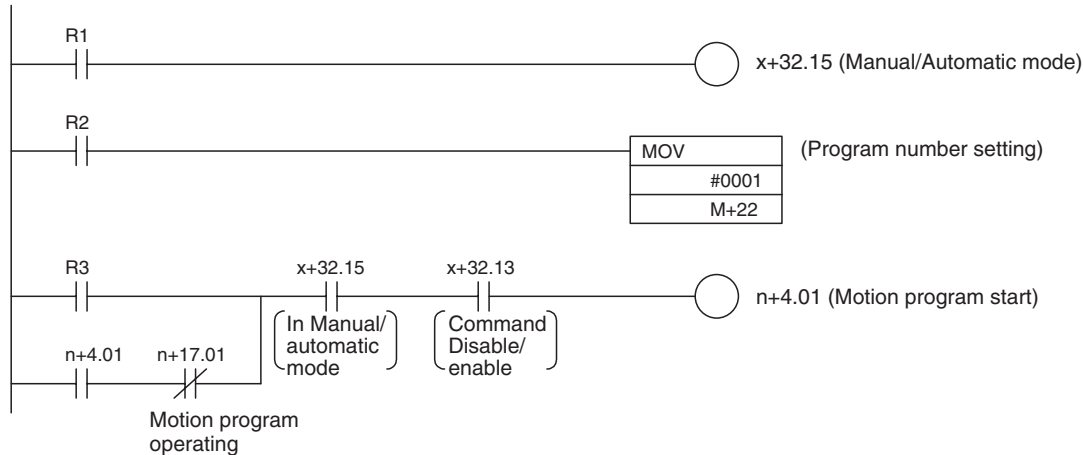 R1
x+32.15 (Manual/Automatic mode)
R2
MOV
(Program number setting)
#0001
M+22
R3
x+32.15
x+32.13
n+4.01 (Motion program start)
In Manual/
automatic
mode
Command
Disable/
enable
n+4.01
n+17.01
Motion program
operating